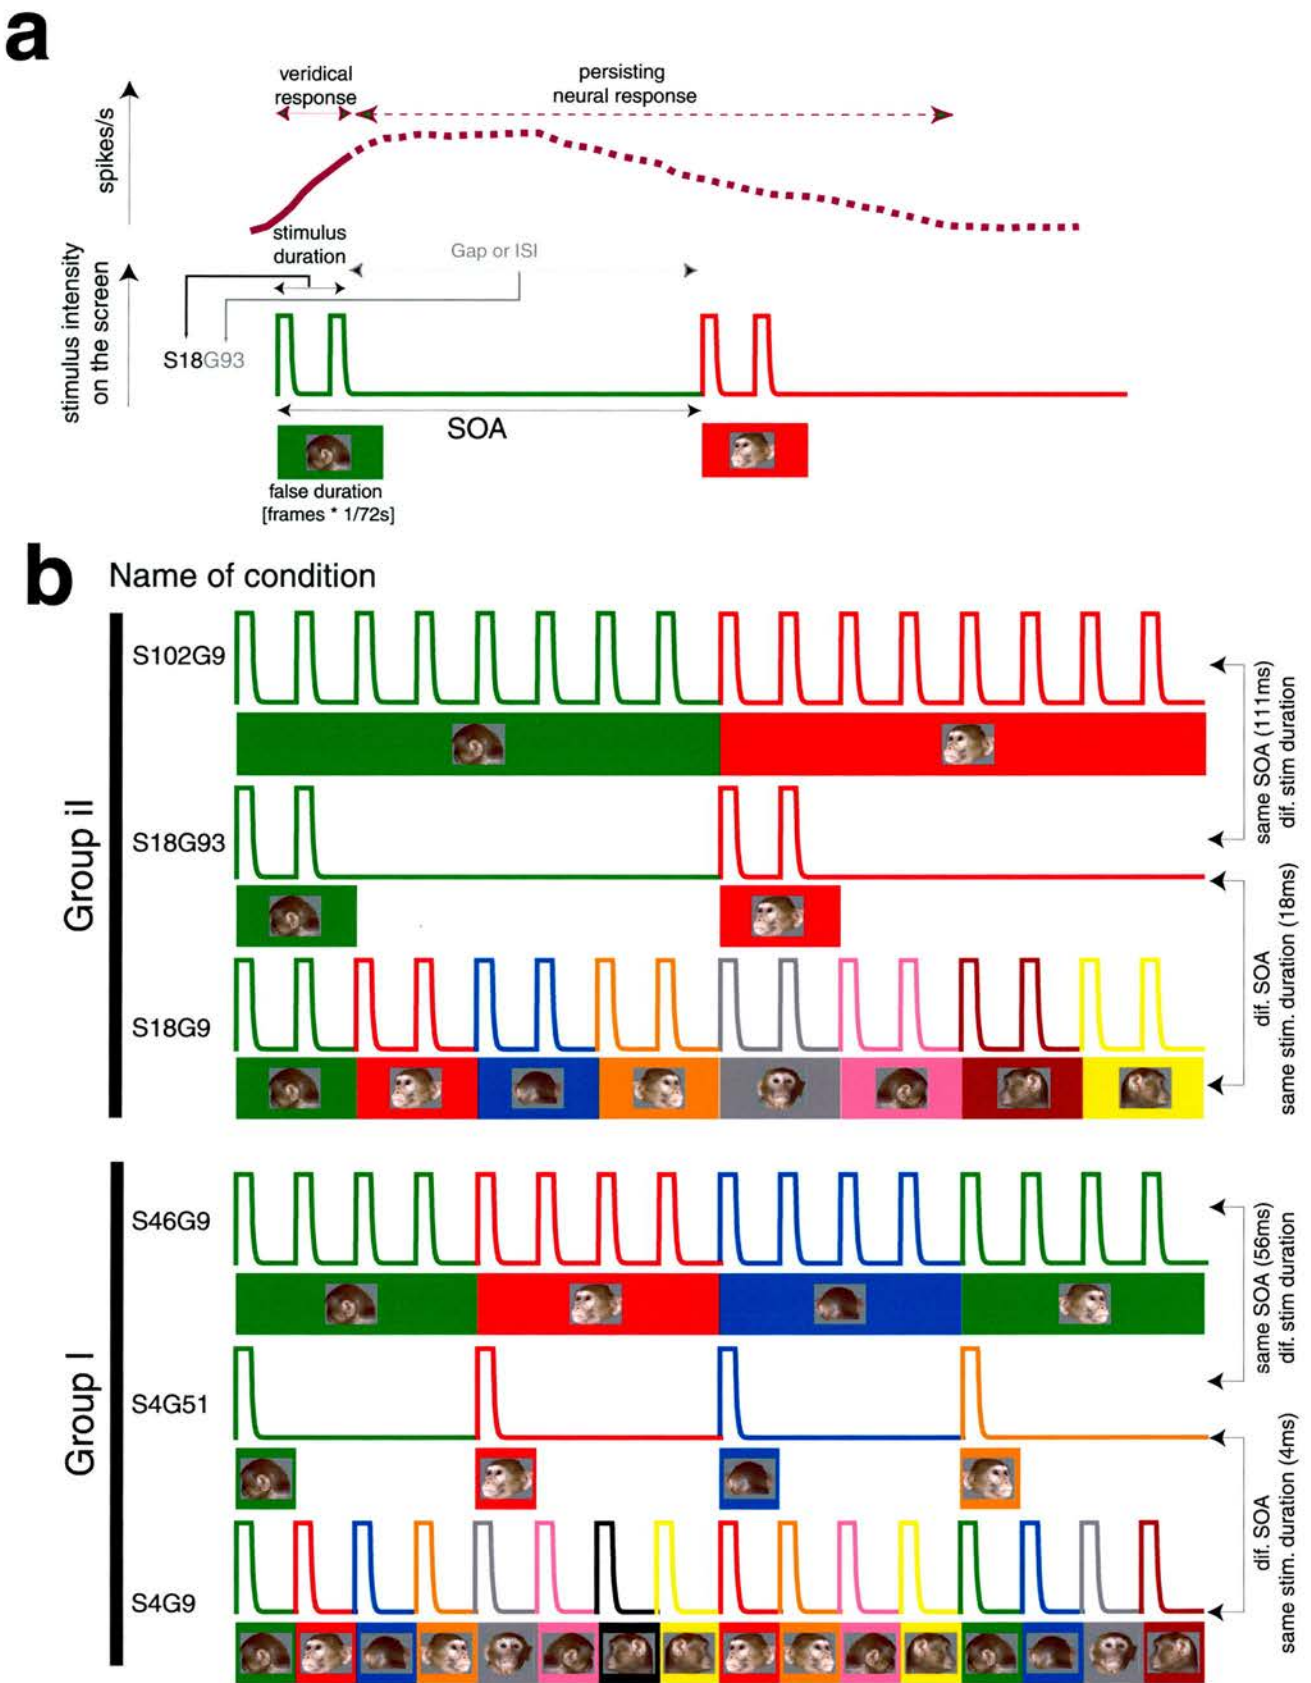 a
veridical
response
persisting
neural response
spikes/s
stimulus
duration
Gap or ISI
stimulus intensity
on the screen
S18G93
SOA
false duration
[frames * 1/72s]
b
Name of condition
Group iI
S102G9
S18G93
S18G9
same SOA (111ms)
dif. stim duration
dif. SOA
same stim. duration (18ms)
Group I
S46G9
S4G51
S4G9
same SOA (56ms)
dif. stim duration
dif. SOA
same stim. duration (4ms)